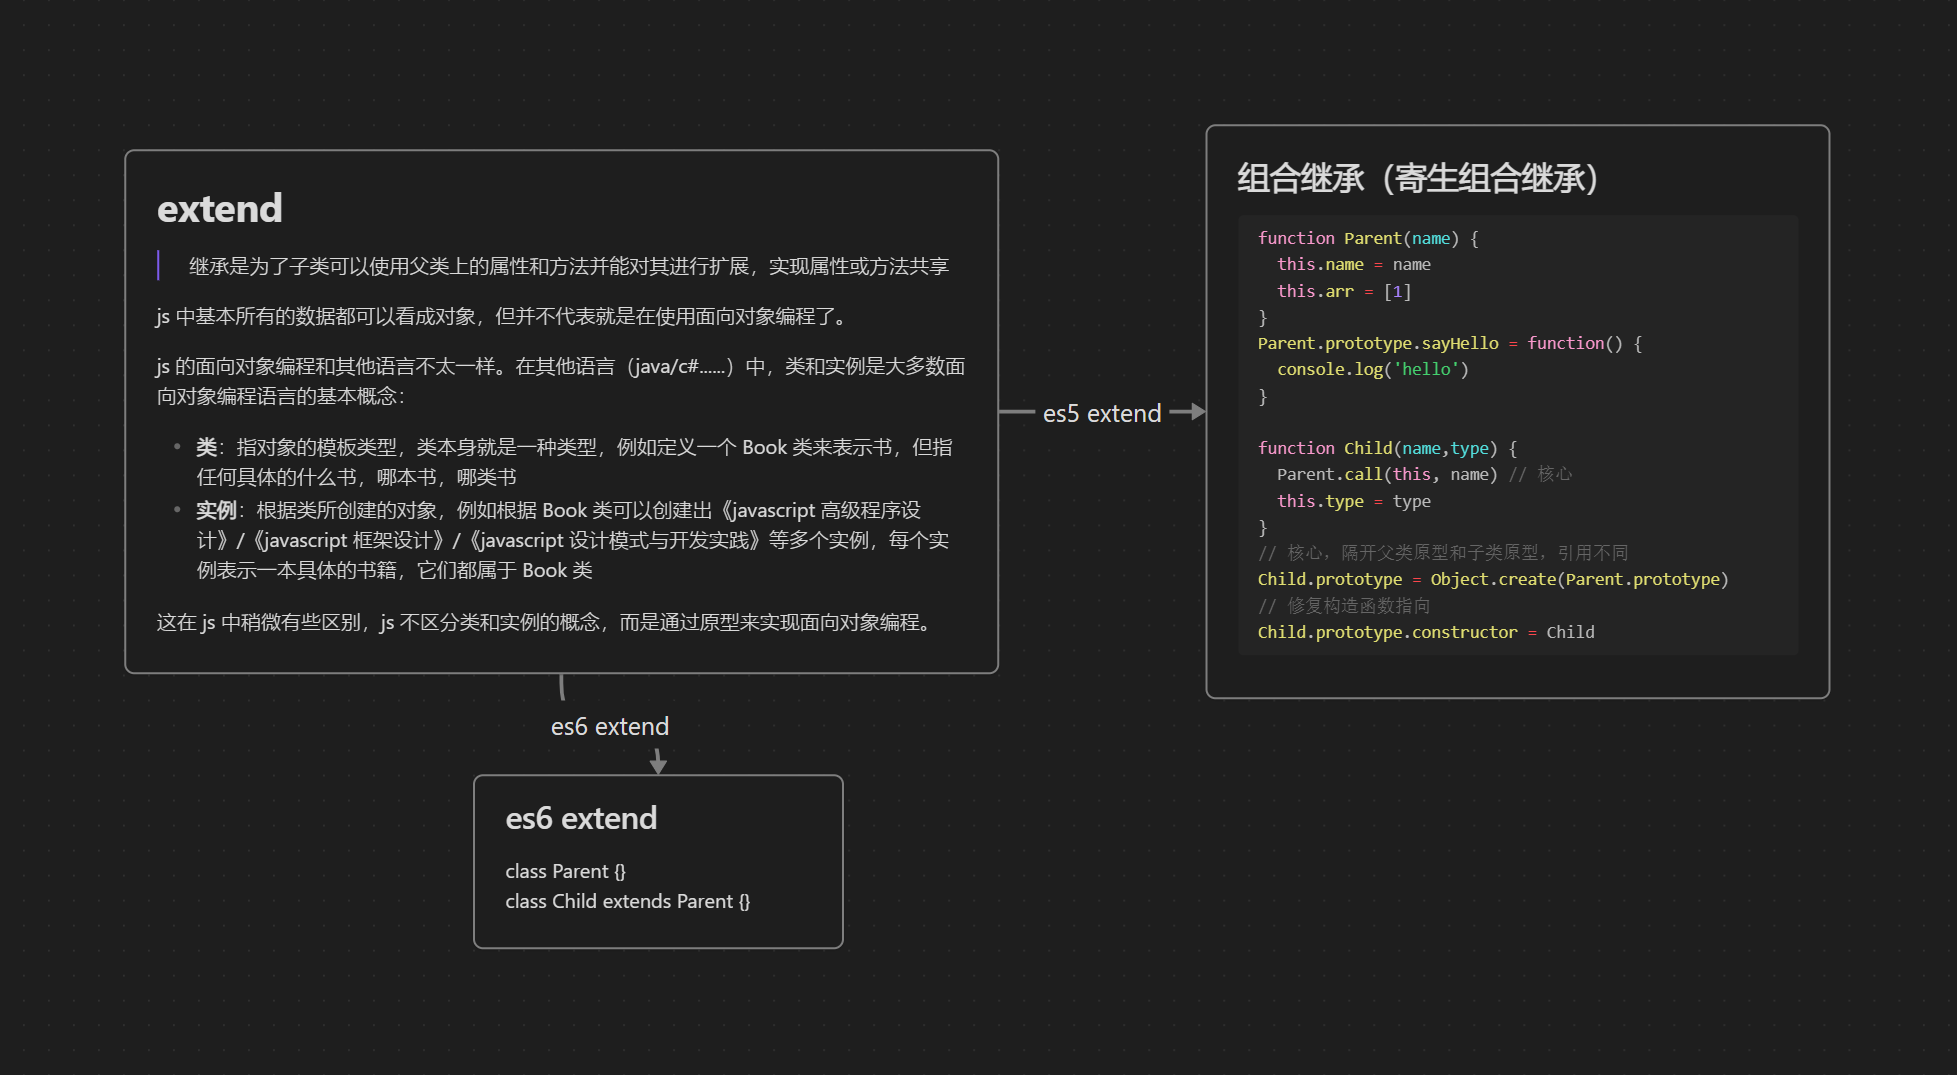 extend
继承是为了子类可以使用父类上的属性和方法并能对其进行扩展，实现属性或方法共享
js 中基本所有的数据都可以看成对象，但并不代表就是在使用面向对象编程了。
js 的面向对象编程和其他语言不太一样。在其他语言（java/c#......）中，类和实例是大多数面
向对象编程语言的基本概念：
类：指对象的模板类型，类本身就是一种类型，例如定义一个 Book 类来表示书，但指
任何具体的什么书，哪本书，哪类书
实例：根据类所创建的对象，例如根据 Book 类可以创建出《javascript 高级程序设
计》/《javascript 框架设计》/《javascript 设计模式与开发实践》等多个实例，每个实
例表示一本具体的书籍，它们都属于 Book 类
这在 js 中稍微有些区别，js 不区分类和实例的概念，而是通过原型来实现面向对象编程。
es5 extend
组合继承（寄生组合继承）
function Parent(name) {
  this.name = name
  this.arr = [1]
}
Parent.prototype.sayHello = function() {
  console.log('hello')
}
function Child(name,type) {
  Parent.call(this, name) // 核心
  this.type = type
}
// 核心，隔开父类原型和子类原型，引用不同
Child.prototype = Object.create(Parent.prototype)
// 修复构造函数指向
Child.prototype.constructor = Child
es6 extend
es6 extend
class Parent {}
class Child extends Parent {}